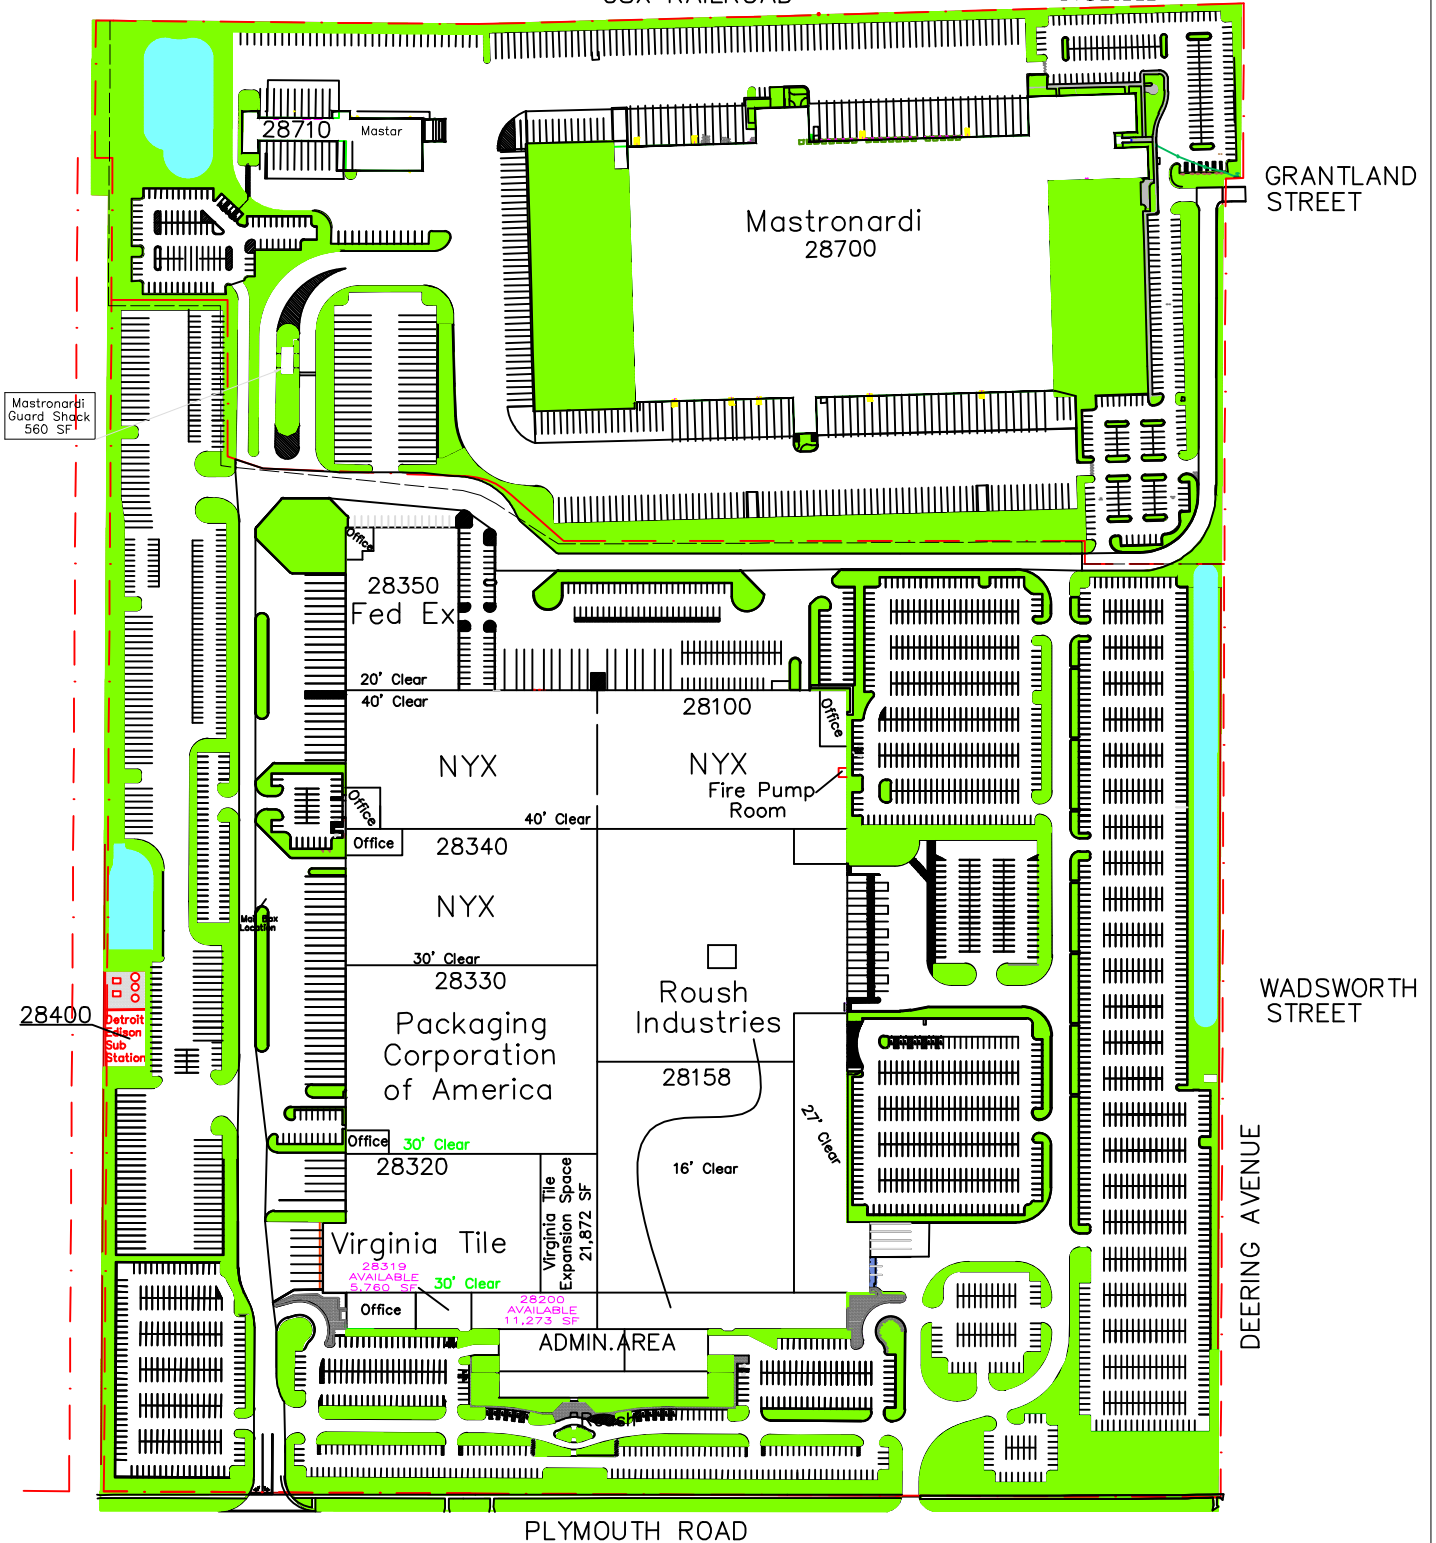 CSX RAILROAD
28710
Mastar
GRANTLAND
STREET
Mastronardi
28700
Mastronardi
Guard Shack
560 SF
Office
28350
Fed Ex
20' Clear
40' Clear
28100
Office
NYX
NYX
Fire Pump
Room
Office
40' Clear
Office
28340
NYX
Mail Box
Location
30' Clear
28330
Roush
Industries
WADSWORTH
STREET
28400
Detroit
Edison
Sub
Station
Packaging
Corporation
of America
28158
27' Clear
Office
30' Clear
28320
16' Clear
Virginia Tile
Expansion Space
21,872 SF
DEERING AVENUE
Virginia Tile
28319
AVAILABLE
5,760 SF
30' Clear
Office
28200
AVAILABLE
11,273 SF
ADMIN.AREA
Roush
PLYMOUTH ROAD